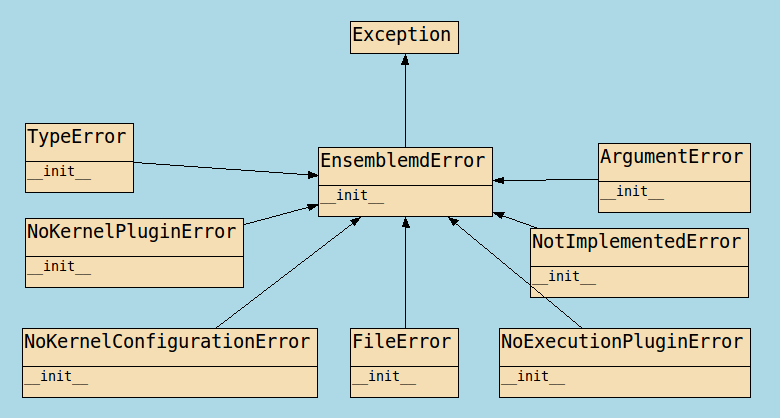 Exception
TypeError
__init__
EnsemblemdError
__init__
ArgumentError
__init__
NoKernelPluginError
__init__
NotImplementedError
__init__
NoKernelConfigurationError
__init__
FileError
__init__
NoExecutionPluginError
__init__